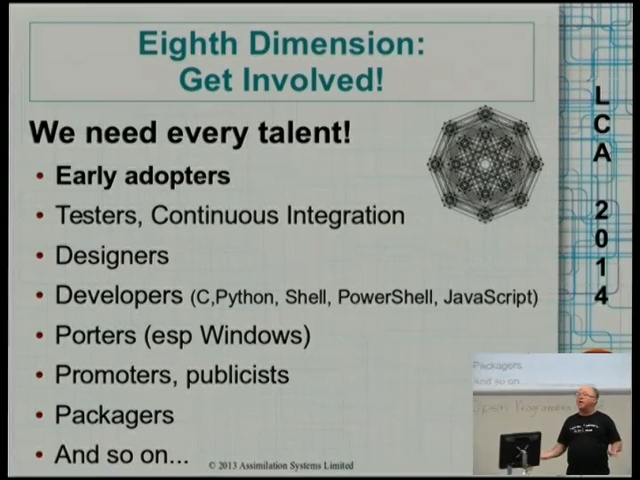 Eighth Dimension:
Get Involved!
We need every talent!
• Early adopters
• Testers, Continuous Integration
• Designers
• Developers (C,Python, Shell, PowerShell, JavaScript)
• Porters (esp Windows)
• Promoters, publicists
• Packagers
• And so on...
© 2013 Assimilation Systems Limited
LCA 2014
Packagers
And so on...